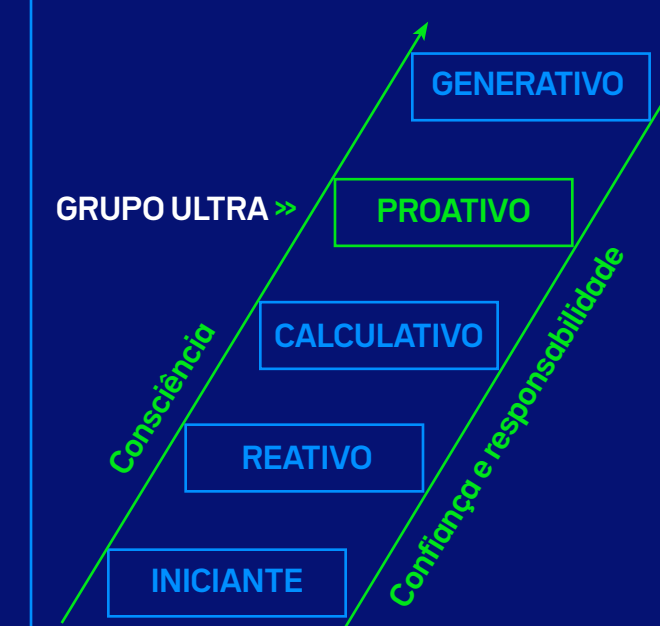 GENERATIVO
GRUPO ULTRA »
PROATIVO
CALCULATIVO
REATIVO
INICIANTE
Consciência
Confiança e responsabilidade